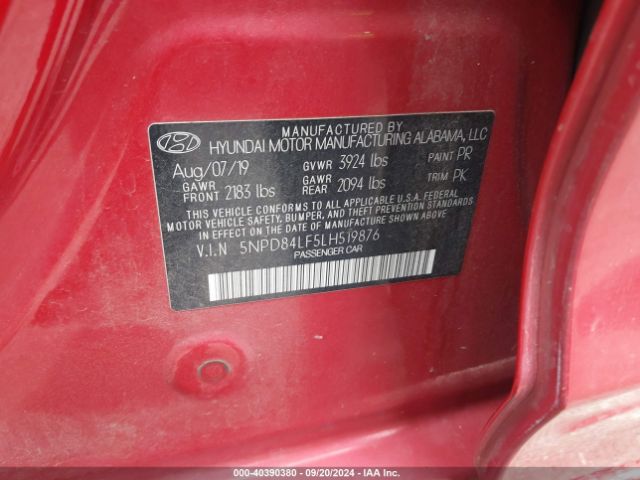 MANUFACTURED BY
HYUNDAI MOTOR MANUFACTURING ALABAMA, LLC
Aug/07/19 GVWR 3924 lbs PAINT PR
GAWR FRONT 2183 lbs GAWR REAR 2094 lbs TRIM PK
THIS VEHICLE CONFORMS TO ALL APPLICABLE U.S. FEDERAL
MOTOR VEHICLE SAFETY, BUMPER, AND THEFT PREVENTION
STANDARDS IN EFFECT ON THE DATE OF MANUFACTURE SHOWN ABOVE.
V.I.N 5NPD84LF5LH519876
PASSENGER CAR
000-40390380 - 09/20/2024 - IAA Inc.